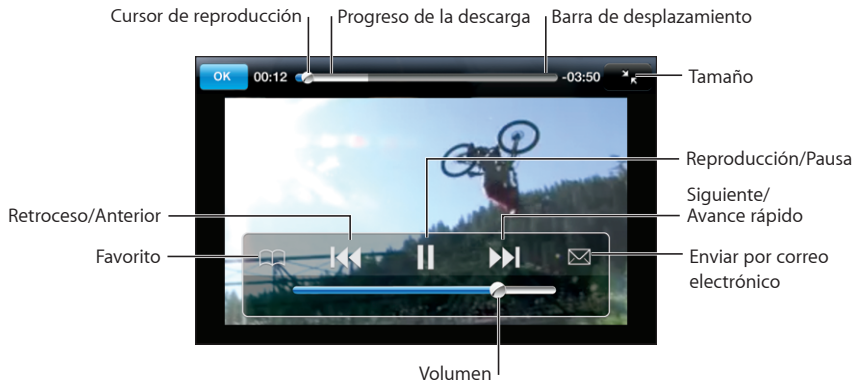 Cursor de reproducción
Progreso de la descarga
Barra de desplazamiento
OK
00:12
-03:50
Tamaño
Reproducción/Pausa
Siguiente/
Avance rápido
Retroceso/Anterior
Favorito
Enviar por correo
electrónico
Volumen